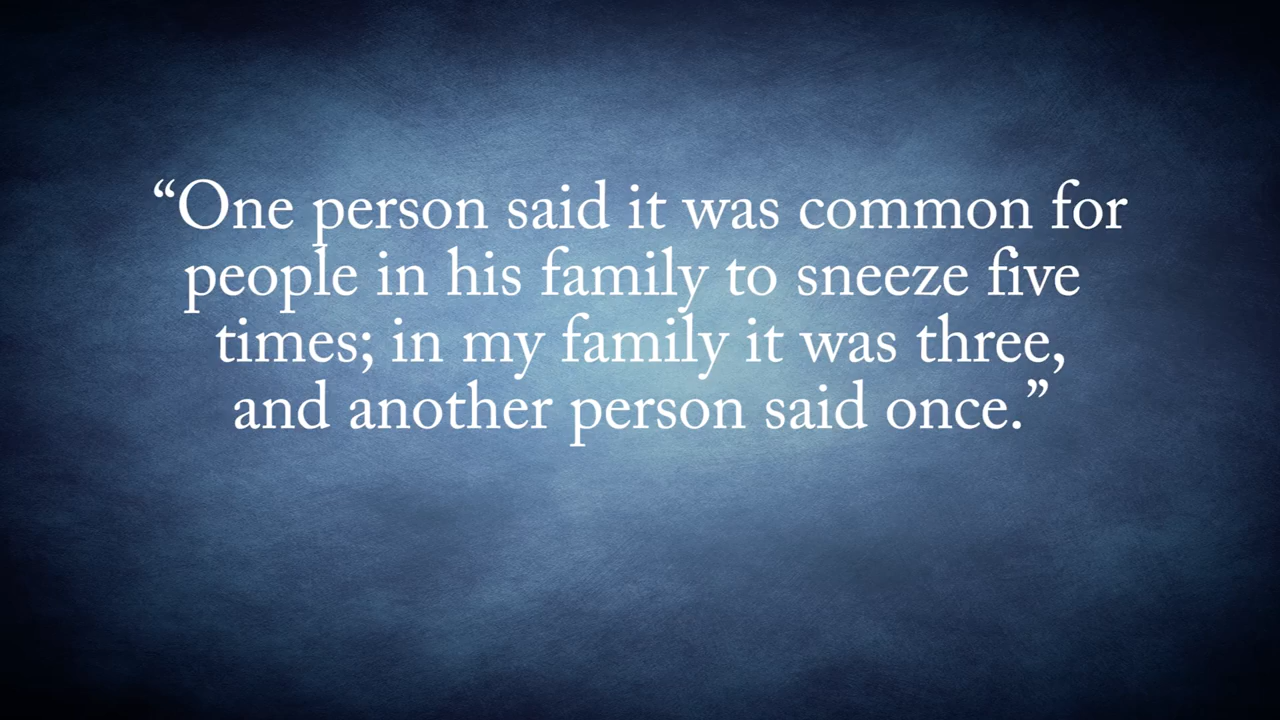 “One person said it was common for
people in his family to sneeze five
times; in my family it was three,
and another person said once.”